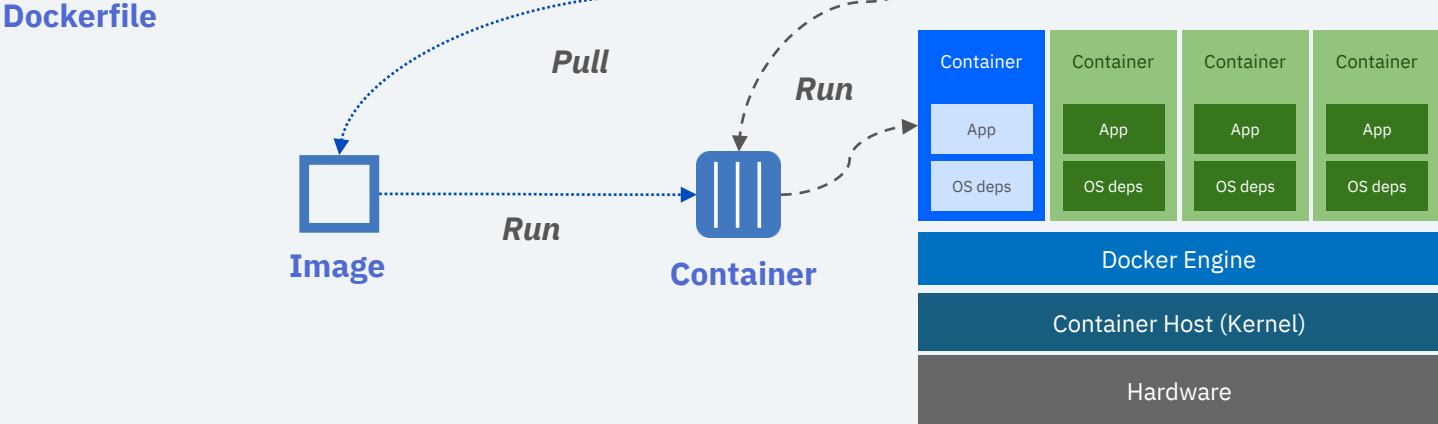 Dockerfile
Pull
Run
Run
Image
Container
Container
Container
Container
Container
App
App
App
App
OS deps
OS deps
OS deps
OS deps
Docker Engine
Container Host (Kernel)
Hardware